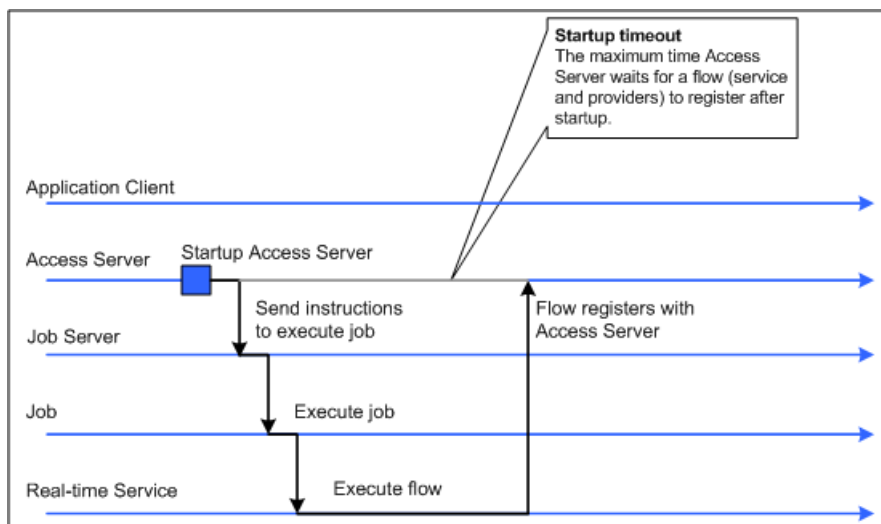 Startup timeout
The maximum time Access
Server waits for a flow (service
and providers) to register after
startup.
Application Client
Access Server
Startup Access Server
Send instructions
to execute job
Flow registers with
Access Server
Job Server
Job
Execute job
Real-time Service
Execute flow